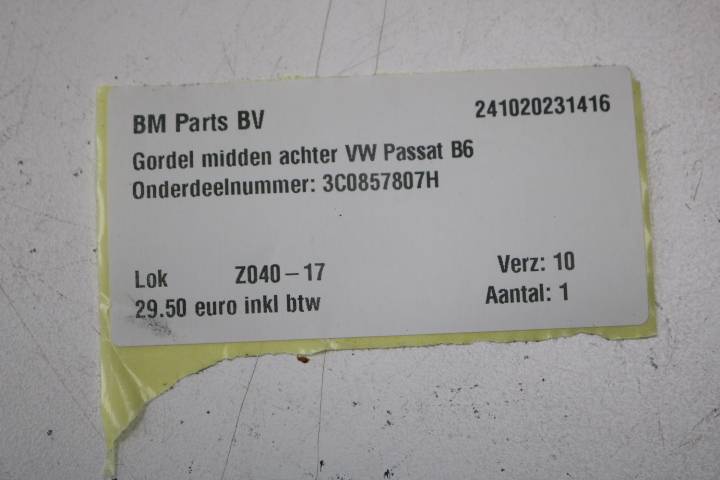 BM Parts BV 241020231416
Gordel midden achter VW Passat B6
Onderdeelnummer: 3C0857807H
Lok Z040-17 Verz: 10
29.50 euro inkl btw Aantal: 1